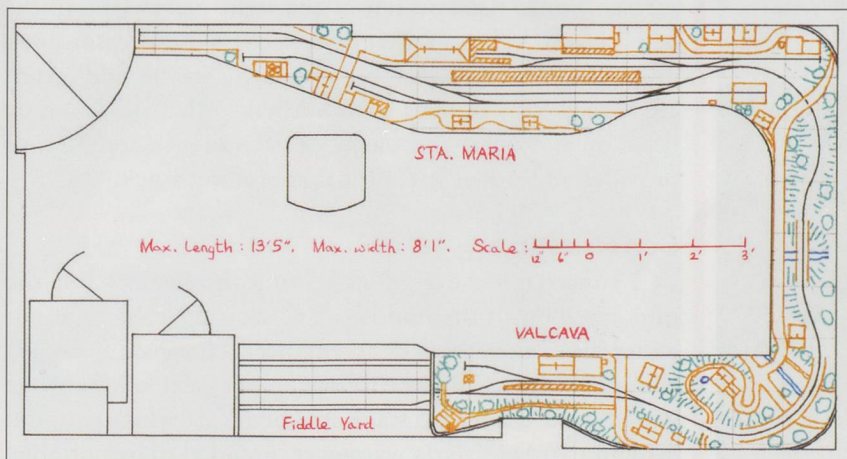 STA. MARIA
Max. Length : 13'5". Max. width : 8'1". Scale :
12" 6" 0 1' 2' 3'
VALCAVA
Fiddle Yard